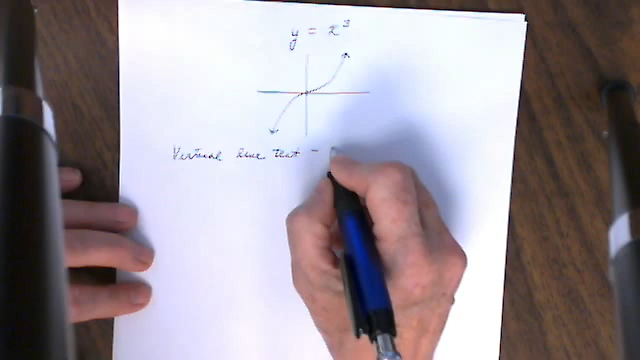 y = x³
Vertical line test -